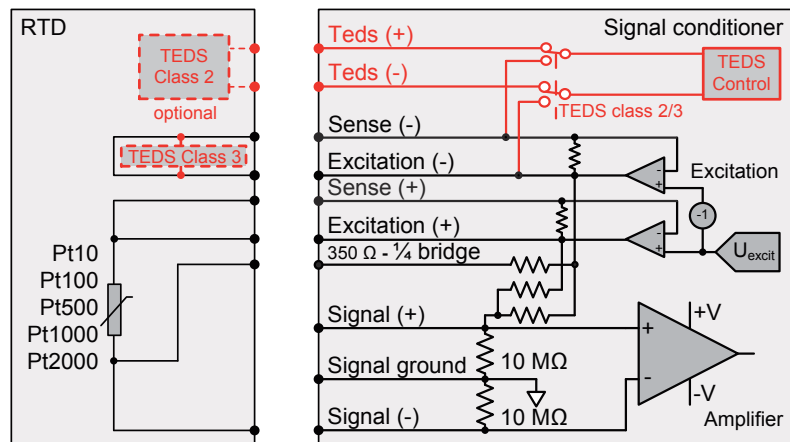 RTD
TEDS
Class 2
optional
TEDS Class 3
Pt10
Pt100
Pt500
Pt1000
Pt2000
Signal conditioner
Teds (+)
Teds (-)
TEDS
Control
TEDS class 2/3
Sense (-)
Excitation (-)
Excitation
Sense (+)
-
+
-1
Excitation (+)
-
+
Uexcit
350 Ω - ¼ bridge
Signal (+)
+
+V
10 MΩ
Signal ground
-
-V
10 MΩ
Signal (-)
Amplifier